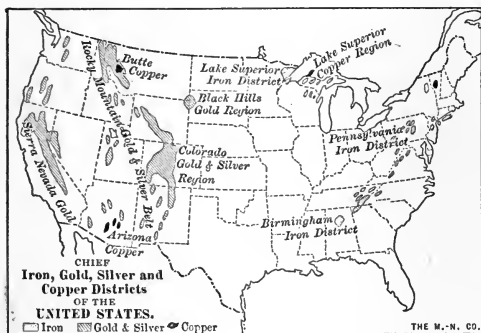 Butte
Copper
Lake Superior
Iron District
Lake Superior
Copper Region
Rocky Mountain Gold & Silver Belt
Black Hills
Gold Region
Pennsylvania
Iron District
Sierra Nevada Gold
Colorado
Gold & Silver
Region
Arizona
Copper
Birmingham
Iron District
CHIEF
Iron, Gold, Silver and
Copper Districts
OF THE
UNITED STATES.
Iron Gold & Silver Copper
THE M.-N. CO.